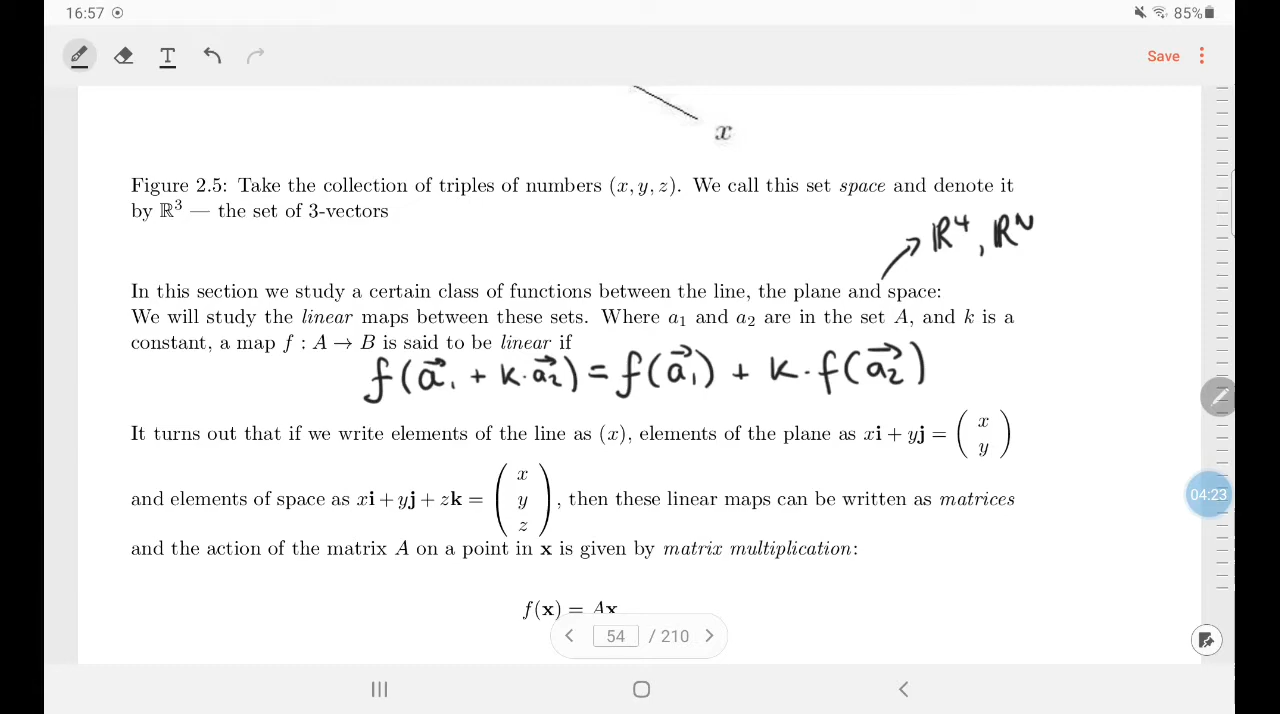 16:57 85%
T Save
x
Figure 2.5: Take the collection of triples of numbers (x, y, z). We call this set space and denote it
by ℝ³ — the set of 3-vectors
ℝ⁴, ℝᴺ
In this section we study a certain class of functions between the line, the plane and space:
We will study the linear maps between these sets. Where a₁ and a₂ are in the set A, and k is a
constant, a map f : A → B is said to be linear if
f(a⃗₁ + k·a⃗₂) = f(a⃗₁) + k·f(a⃗₂)
It turns out that if we write elements of the line as (x), elements of the plane as xi + yj = ( x y )
and elements of space as xi + yj + zk = ( x y z ), then these linear maps can be written as matrices
04:23
and the action of the matrix A on a point in x is given by matrix multiplication:
f(x) = Ax
54 / 210